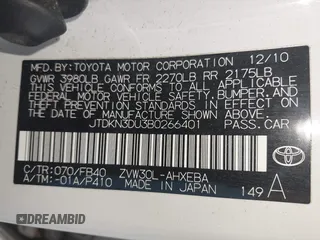 MFD. BY:TOYOTA MOTOR CORPORATION 12/10
GVWR 3980LB GAWR FR 2270LB RR 2175LB
THIS VEHICLE CONFORMS TO ALL APPLICABLE
FEDERAL MOTOR VEHICLE SAFETY, BUMPER, AND
THEFT PREVENTION STANDARDS IN EFFECT ON
THE DATE OF MANUFACTURE SHOWN ABOVE.
JTDKN3DU3B0266401 PASS.CAR
C/TR:070/FB40 ZVW30L-AHXEBA
A/TM:-01A/P410 MADE IN JAPAN 149 A
TOYOTA
DREAMBID